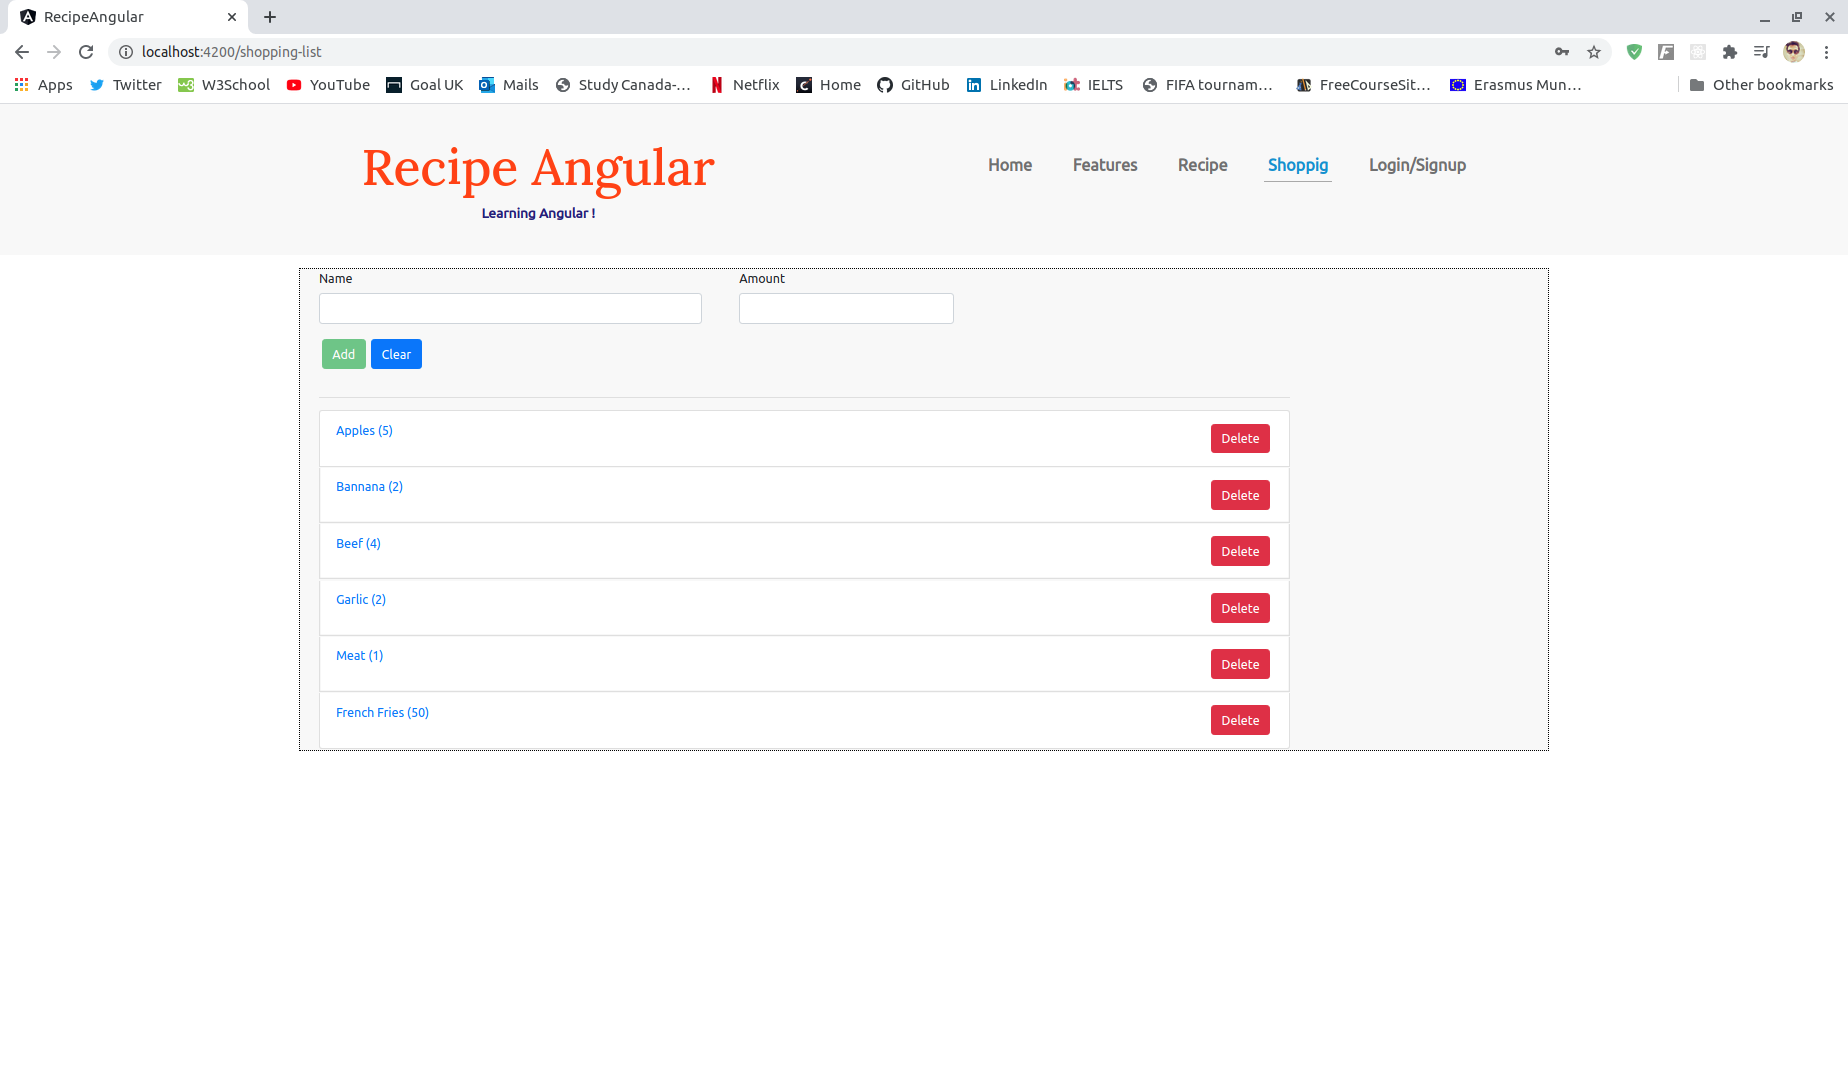 RecipeAngular
localhost:4200/shopping-list
Apps Twitter W3School YouTube Goal UK Mails Study Canada-... Netflix Home GitHub LinkedIn IELTS FIFA tournam... FreeCourseSit... Erasmus Mun... Other bookmarks
Recipe Angular
Learning Angular !
Home Features Recipe Shoppig Login/Signup
Name Amount
Add Clear
Apples (5) Delete
Bannana (2) Delete
Beef (4) Delete
Garlic (2) Delete
Meat (1) Delete
French Fries (50) Delete